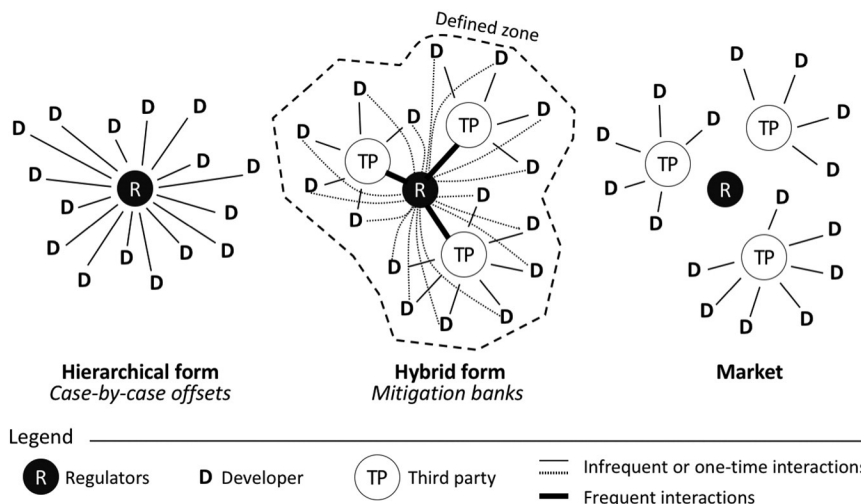 Defined zone
D
D
D
D
D
D
D
D
D
R
D
D
D
D
D
D
D
D
D
D
D
D
TP
D
D
TP
D
D
R
D
D
D
D
TP
D
D
D
D
D
D
D
D
D
TP
D
D
TP
D
D
R
D
D
D
D
TP
D
D
D
D
D
Hierarchical form
Case-by-case offsets
Hybrid form
Mitigation banks
Market
Legend
R Regulators
D Developer
TP Third party
Infrequent or one-time interactions
Frequent interactions